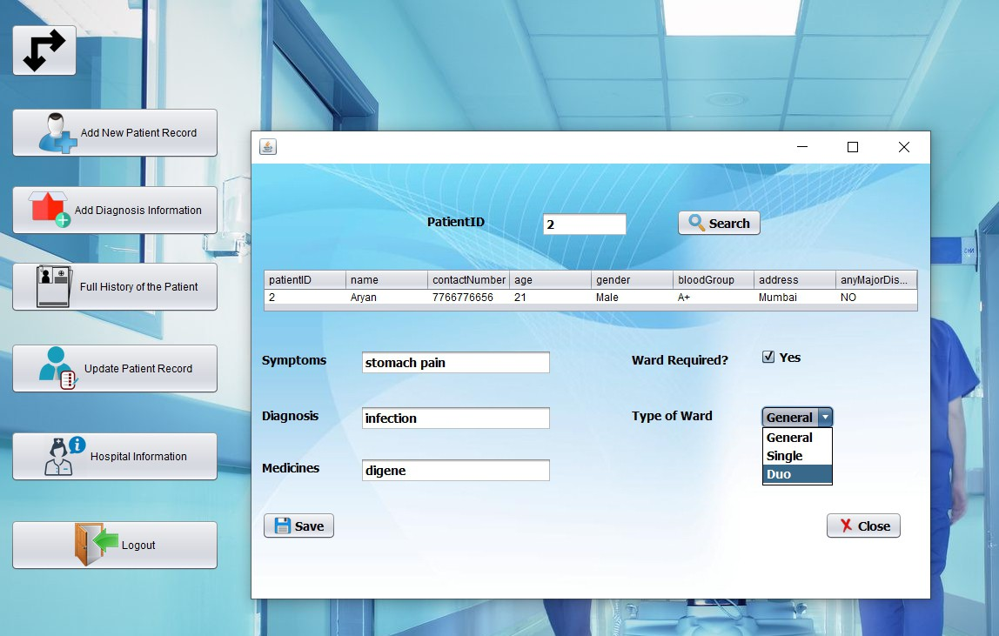 Add New Patient Record
Add Diagnosis Information
Full History of the Patient
Update Patient Record
Hospital Information
Logout
PatientID 2 Search
patientID name contactNumber age gender bloodGroup address anyMajorDis...
2 Aryan 7766776656 21 Male A+ Mumbai NO
Symptoms stomach pain Ward Required? Yes
Diagnosis infection Type of Ward General
General
Single
Duo
Medicines digene
Save Close